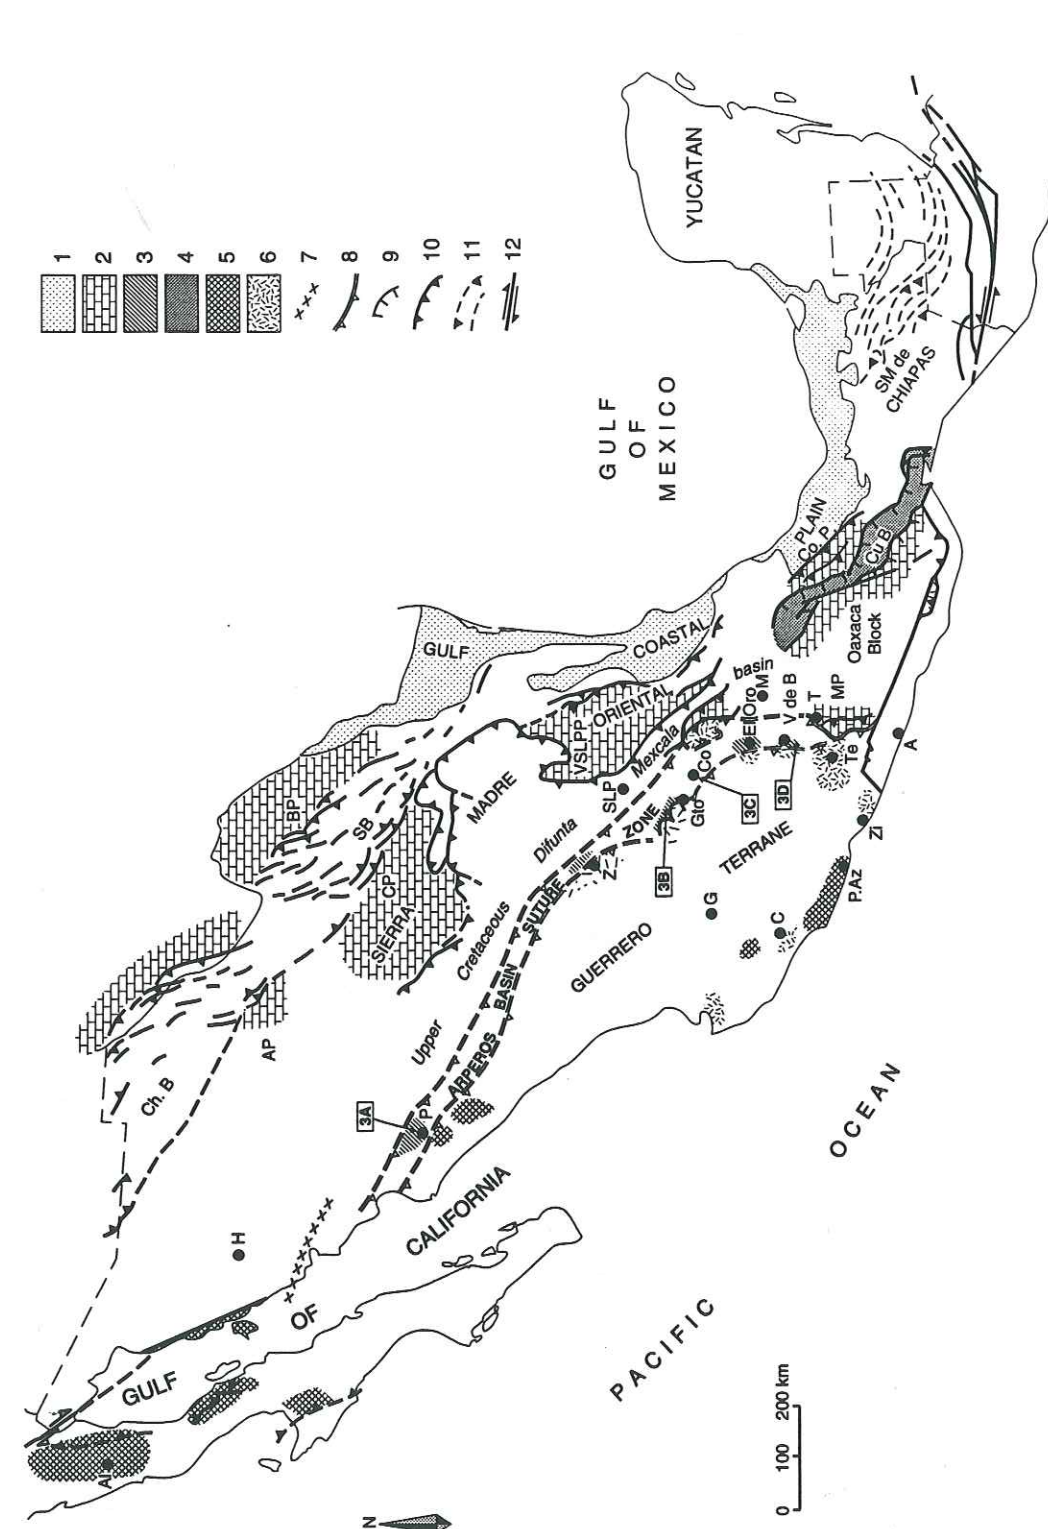 1
2
3
4
5
6
7
8
9
10
11
12
YUCATAN
GULF
OF
MEXICO
SM de
CHIAPAS
PLAIN
Co. P.
Cu B
Oaxaca
Block
GULF
COASTAL
BP
SB
CP
SIERRA
MADRE
ORIENTAL
VSLPP
Mexcala
basin
SLP
Difunta
Cretaceous
Upper
ARPEROS
BASIN
SUTURE
ZONE
Z
Gto
Co
El Oro
M
V de B
T
MP
Te
A
Zi
3A
3B
3C
3D
GUERRERO
TERRANE
G
C
P.Az
AP
Ch. B
P
H
GULF
OF
CALIFORNIA
Al
PACIFIC
OCEAN
0
100
200 km
N